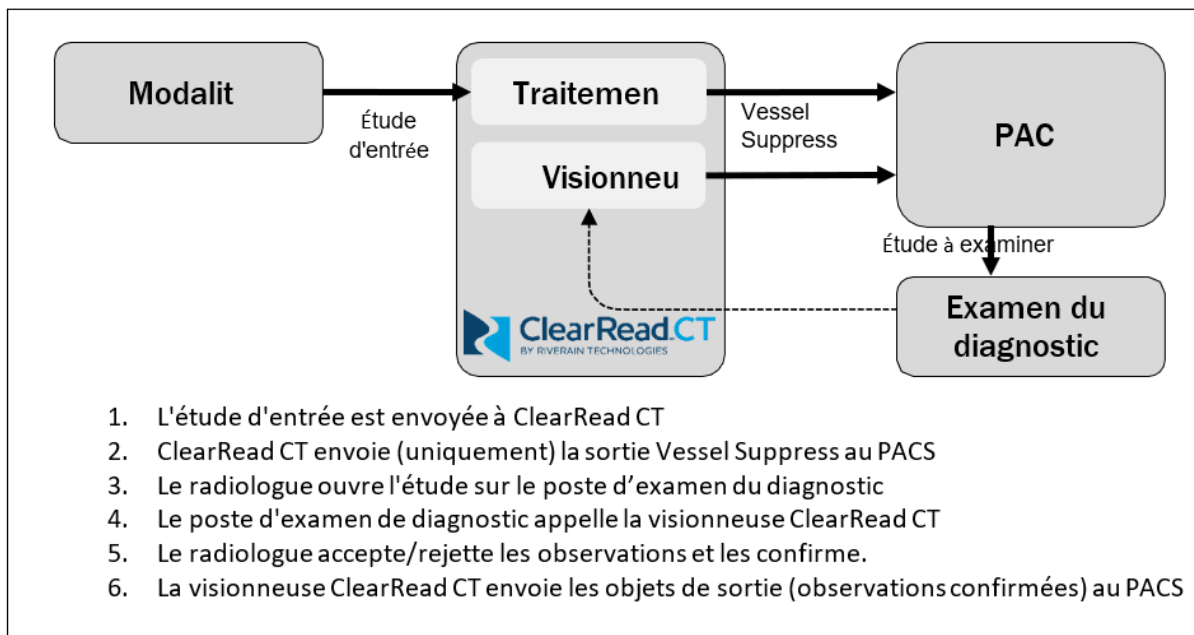 Modalit
Étude
d'entrée
Traitemen
Visionneu
Vessel
Suppress
PAC
Étude à examiner
Examen du
diagnostic
ClearRead CT
BY RIVERAIN TECHNOLOGIES
1. L'étude d'entrée est envoyée à ClearRead CT
2. ClearRead CT envoie (uniquement) la sortie Vessel Suppress au PACS
3. Le radiologue ouvre l'étude sur le poste d’examen du diagnostic
4. Le poste d'examen de diagnostic appelle la visionneuse ClearRead CT
5. Le radiologue accepte/rejette les observations et les confirme.
6. La visionneuse ClearRead CT envoie les objets de sortie (observations confirmées) au PACS